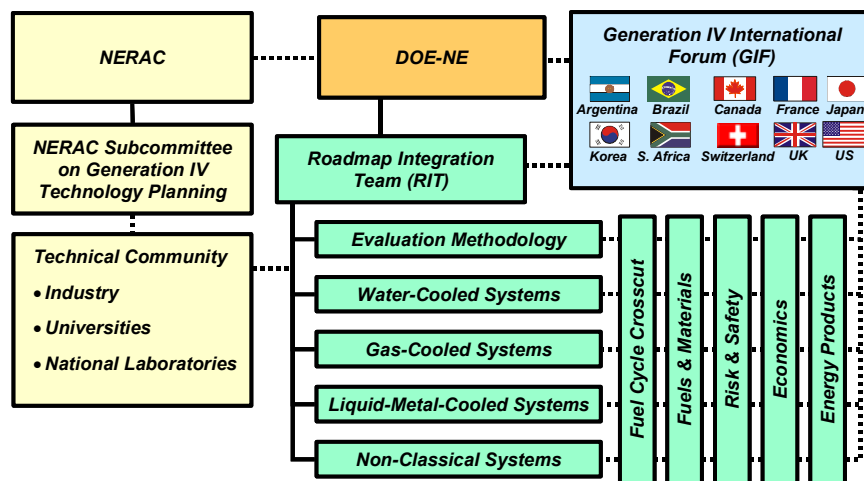 NERAC
DOE-NE
Generation IV International
Forum (GIF)
Argentina Brazil Canada France Japan
Korea S. Africa Switzerland UK US
NERAC Subcommittee
on Generation IV
Technology Planning
Roadmap Integration
Team (RIT)
Technical Community
• Industry
• Universities
• National Laboratories
Evaluation Methodology
Water-Cooled Systems
Gas-Cooled Systems
Liquid-Metal-Cooled Systems
Non-Classical Systems
Fuel Cycle Crosscut
Fuels & Materials
Risk & Safety
Economics
Energy Products